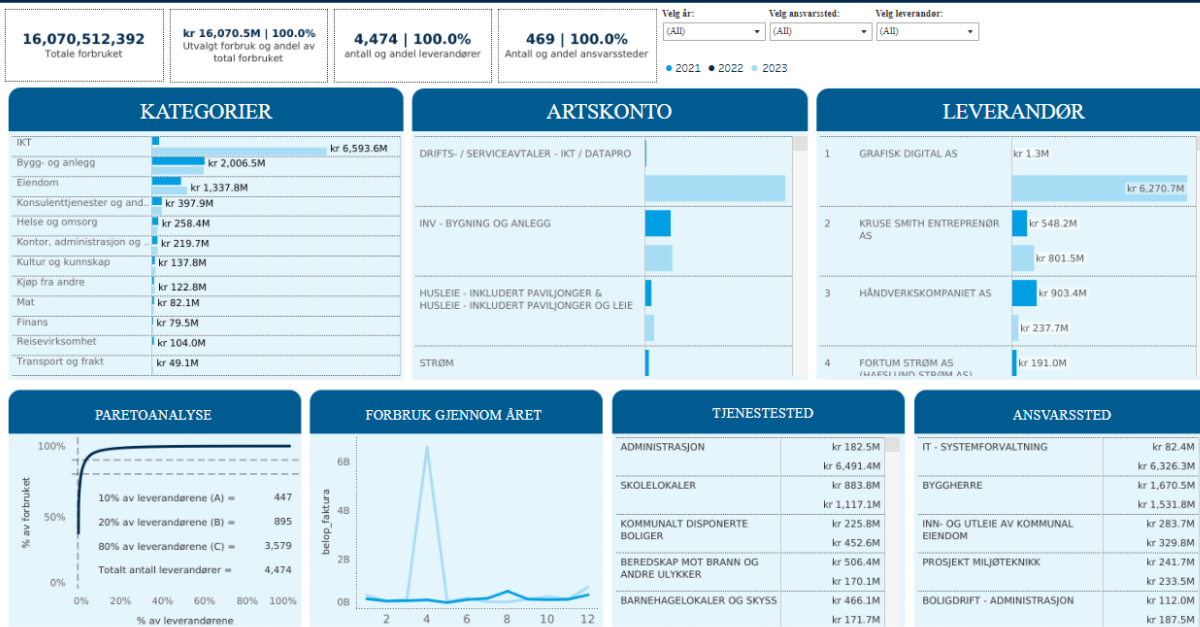 16,070,512,392
Totale forbruket
kr 16,070.5M | 100.0%
Utvalgt forbuk og andel av
total forbruket
4,474 | 100.0%
antall og andel leverandører
469 | 100.0%
Antall og andel ansvarssteder
Velg år:
(All)
Velg ansvarssted:
(All)
Velg leverandør:
(All)
2021 2022 2023
KATEGORIER
IKT
kr 6,593.6M
Bygg- og anlegg
kr 2,006.5M
Eiendom
kr 1,337.8M
Konsulenttjenester og and..
kr 397.9M
Helse og omsorg
kr 258.4M
Kontor, administrasjon og ..
kr 219.7M
Kultur og kunnskap
kr 137.8M
Kjøp fra andre
kr 122.8M
Mat
kr 82.1M
Finans
kr 79.5M
Reisevirksomhet
kr 104.0M
Transport og frakt
kr 49.1M
ARTSKONTO
DRIFTS- / SERVICEAVTALER - IKT / DATAPRO
INV - BYGNING OG ANLEGG
HUSLEIE - INKLUDERT PAVILJONGER &
HUSLEIE - INKLUDERT PAVILJONGER OG LEIE
STRØM
LEVERANDØR
1 GRAFISK DIGITAL AS
kr 1.3M
kr 6,270.7M
2 KRUSE SMITH ENTREPRENØR
AS
kr 548.2M
kr 801.5M
3 HÅNDVERKSKOMPANIET AS
kr 903.4M
kr 237.7M
4 FORTUM STRØM AS
(HAFSLUND STRØM AS)
kr 191.0M
PARETOANALYSE
100%
50%
0%
% av forbruket
10% av leverandørene (A) = 447
20% av leverandørene (B) = 895
80% av leverandørene (C) = 3,579
Totalt antall leverandører = 4,474
0% 20% 40% 60% 80% 100%
% av leverandørene
FORBRUK GJENNOM ÅRET
belop_faktura
6B
4B
2B
0B
2 4 6 8 10 12
TJENESTESTED
ADMINISTRASJON
kr 182.5M
kr 6,491.4M
SKOLELOKALER
kr 883.8M
kr 1,117.1M
KOMMUNALT DISPONERTE
BOLIGER
kr 225.8M
kr 452.6M
BEREDSKAP MOT BRANN OG
ANDRE ULYKKER
kr 506.4M
kr 170.1M
BARNEHAGELOKALER OG SKYSS
kr 466.1M
kr 171.7M
ANSVARSSTED
IT - SYSTEMFORVALTNING
kr 82.4M
kr 6,326.3M
BYGGHERRE
kr 1,670.5M
kr 1,531.8M
INN- OG UTLEIE AV KOMMUNAL
EIENDOM
kr 283.7M
kr 329.8M
PROSJEKT MILJØTEKNIKK
kr 241.7M
kr 233.5M
BOLIGDRIFT - ADMINISTRASJON
kr 112.0M
kr 187.5M